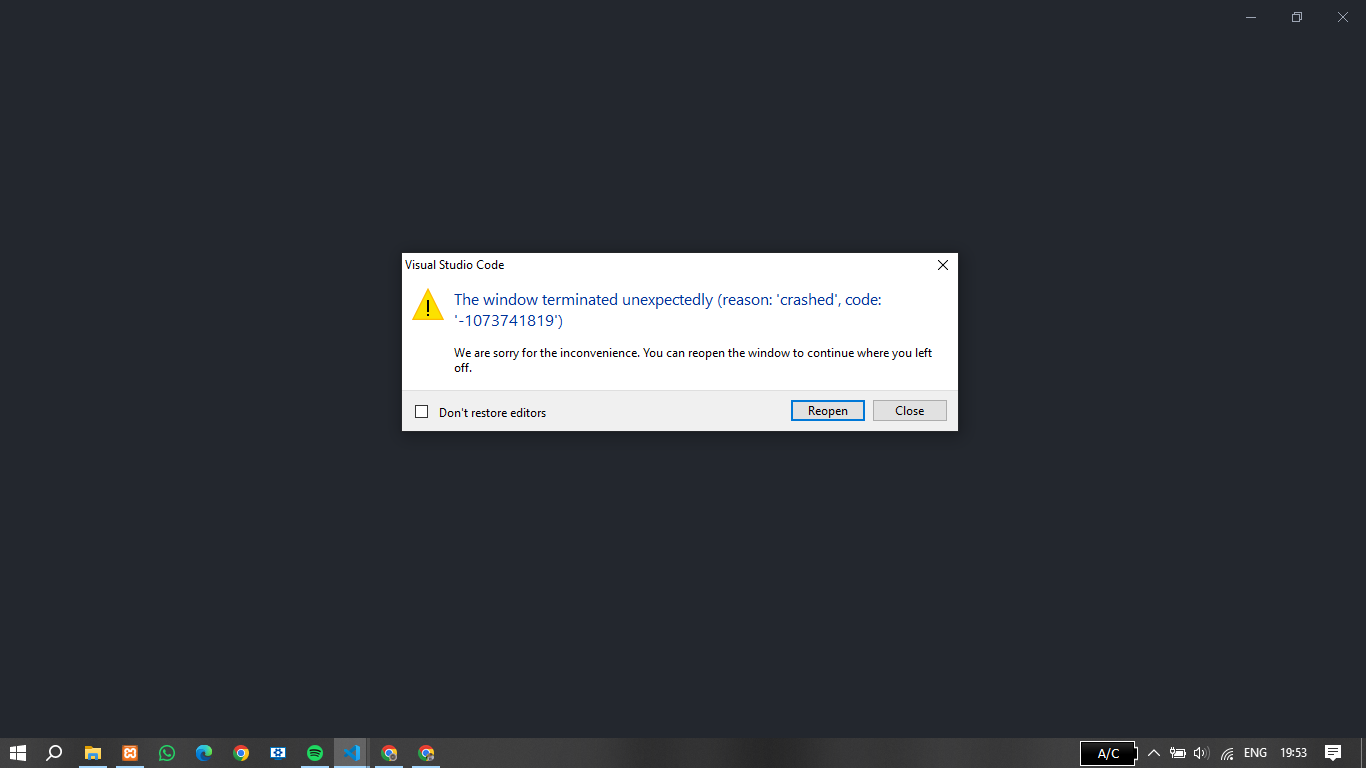 Visual Studio Code
The window terminated unexpectedly (reason: 'crashed', code:
'-1073741819')
We are sorry for the inconvenience. You can reopen the window to continue where you left
off.
Don't restore editors
Reopen
Close
A/C
ENG
19:53